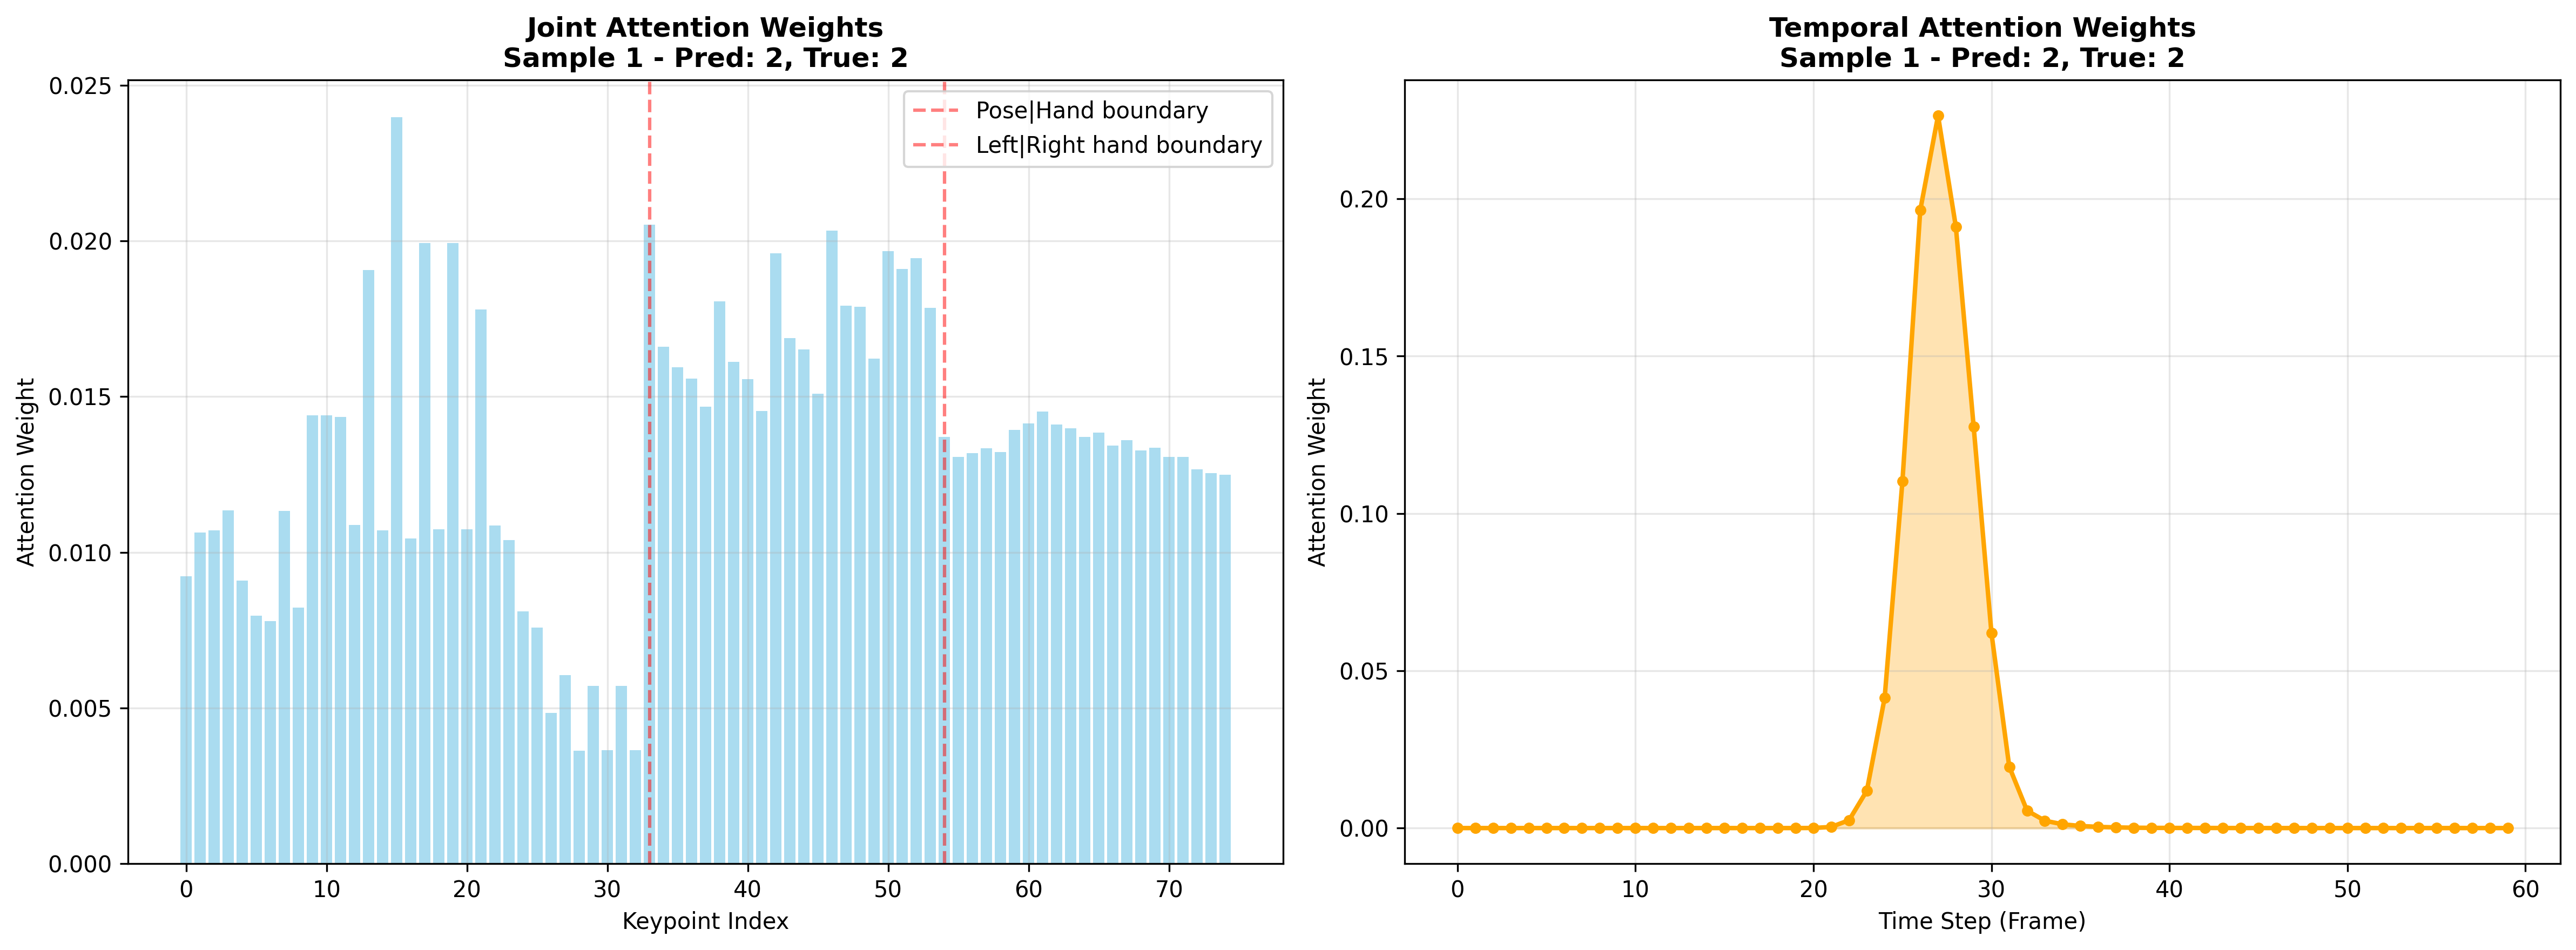 Joint Attention Weights
Sample 1 - Pred: 2, True: 2
Attention Weight
0.025
0.020
0.015
0.010
0.005
0.000
Pose|Hand boundary
Left|Right hand boundary
0 10 20 30 40 50 60 70
Keypoint Index
Temporal Attention Weights
Sample 1 - Pred: 2, True: 2
Attention Weight
0.20
0.15
0.10
0.05
0.00
0 10 20 30 40 50 60
Time Step (Frame)